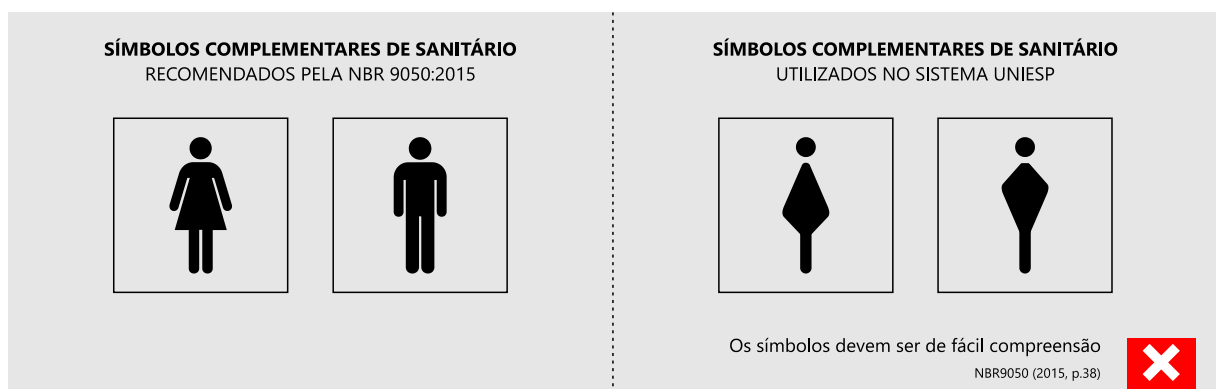 SÍMBOLOS COMPLEMENTARES DE SANITÁRIO
RECOMENDADOS PELA NBR 9050:2015
SÍMBOLOS COMPLEMENTARES DE SANITÁRIO
UTILIZADOS NO SISTEMA UNIESP
Os símbolos devem ser de fácil compreensão
NBR9050 (2015, p.38)